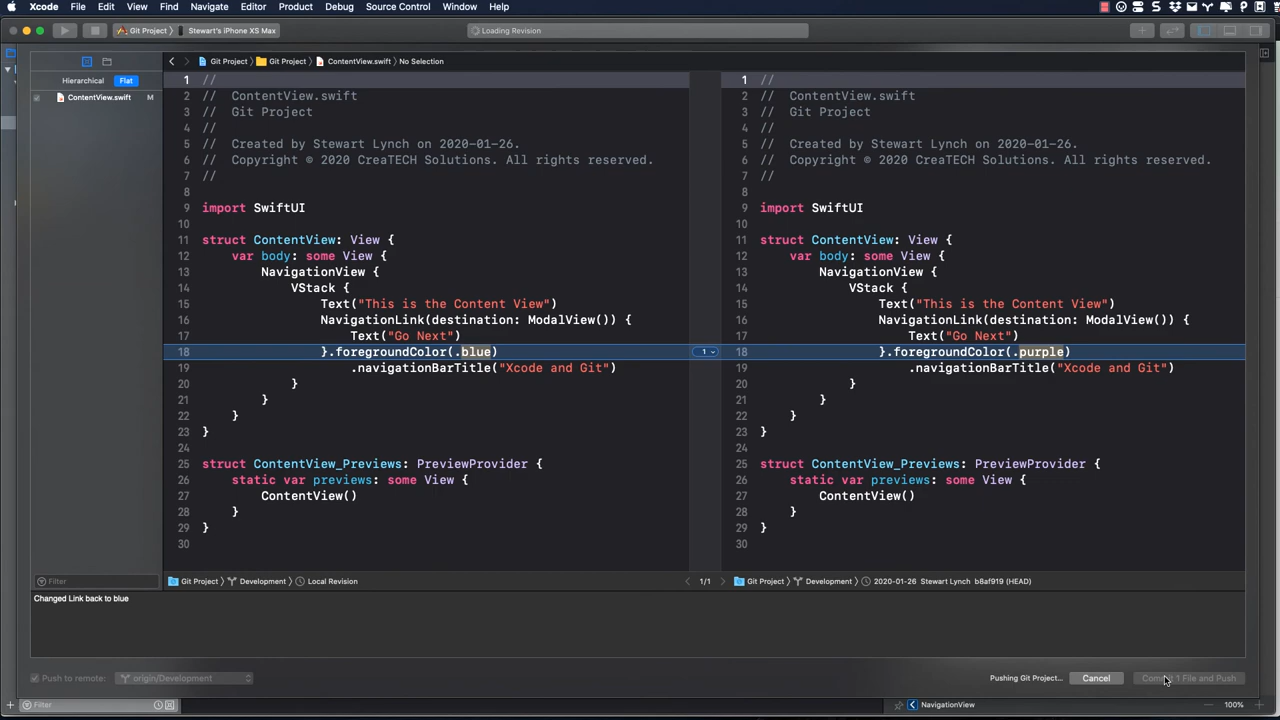 Xcode File Edit View Find Navigate Editor Product Debug Source Control Window Help
Git Project Stewart's iPhone XS Max Loading Revision
Git Project Git Project ContentView.swift No Selection
Hierarchical Flat
ContentView.swift M
1 //
2 // ContentView.swift
3 // Git Project
4 //
5 // Created by Stewart Lynch on 2020-01-26.
6 // Copyright © 2020 CreaTECH Solutions. All rights reserved.
7 //
8
9 import SwiftUI
10
11 struct ContentView: View {
12 var body: some View {
13 NavigationView {
14 VStack {
15 Text("This is the Content View")
16 NavigationLink(destination: ModalView()) {
17 Text("Go Next")
18 }.foregroundColor(.blue)
19 .navigationBarTitle("Xcode and Git")
20 }
21 }
22 }
23 }
24
25 struct ContentView_Previews: PreviewProvider {
26 static var previews: some View {
27 ContentView()
28 }
29 }
30
1
1 //
2 // ContentView.swift
3 // Git Project
4 //
5 // Created by Stewart Lynch on 2020-01-26.
6 // Copyright © 2020 CreaTECH Solutions. All rights reserved.
7 //
8
9 import SwiftUI
10
11 struct ContentView: View {
12 var body: some View {
13 NavigationView {
14 VStack {
15 Text("This is the Content View")
16 NavigationLink(destination: ModalView()) {
17 Text("Go Next")
18 }.foregroundColor(.purple)
19 .navigationBarTitle("Xcode and Git")
20 }
21 }
22 }
23 }
24
25 struct ContentView_Previews: PreviewProvider {
26 static var previews: some View {
27 ContentView()
28 }
29 }
30
Filter
Git Project Development Local Revision 1/1 Git Project Development 2020-01-26 Stewart Lynch b8af919 (HEAD)
Changed Link back to blue
Push to remote: origin/Development Pushing Git Project... Cancel Commit 1 File and Push
Filter NavigationView 100%